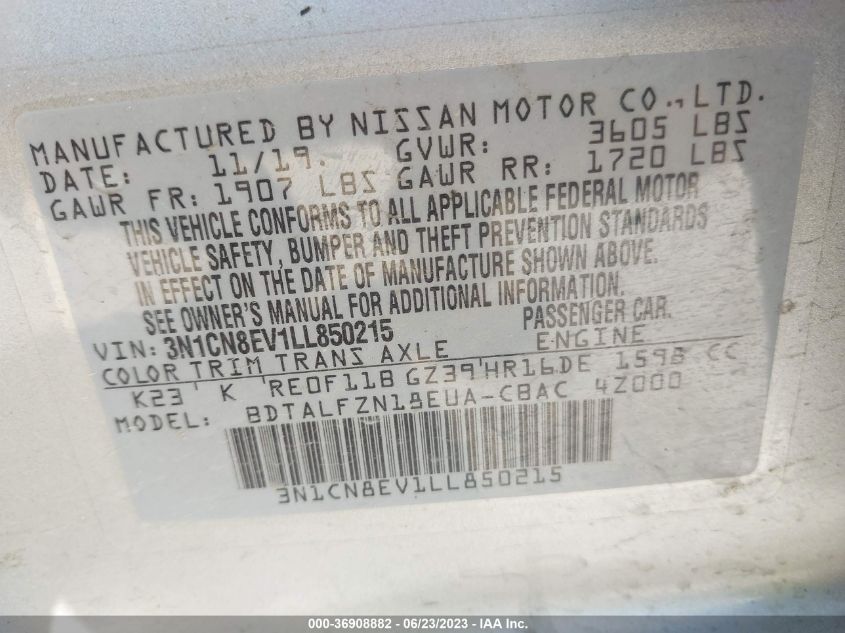 MANUFACTURED BY NISSAN MOTOR CO.,LTD.
DATE: 11/19. GVWR: 3605 LBS
GAWR FR: 1907 LBS GAWR RR: 1720 LBS
THIS VEHICLE CONFORMS TO ALL APPLICABLE FEDERAL MOTOR
VEHICLE SAFETY, BUMPER AND THEFT PREVENTION STANDARDS
IN EFFECT ON THE DATE OF MANUFACTURE SHOWN ABOVE.
SEE OWNER'S MANUAL FOR ADDITIONAL INFORMATION.
VIN: 3N1CN8EV1LL850215 PASSENGER CAR.
COLOR TRIM TRANS AXLE ENGINE
K23 K RE0F11B GZ39 HR16DE 1598 CC
MODEL: BDTALFZN18EUA-CBAC 4Z000
3N1CN8EV1LL850215
000-36908882 / 06/23/2023 - IAA Inc.